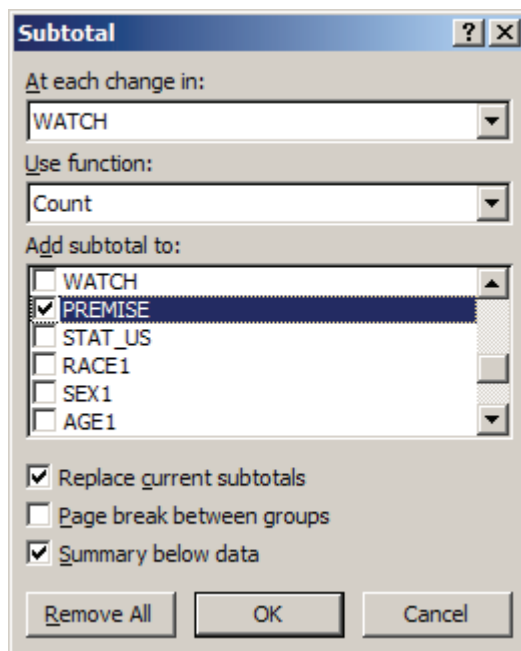 Subtotal
At each change in:
WATCH
Use function:
Count
Add subtotal to:
WATCH
PREMISE
STAT_US
RACE1
SEX1
AGE1
Replace current subtotals
Page break between groups
Summary below data
Remove All OK Cancel